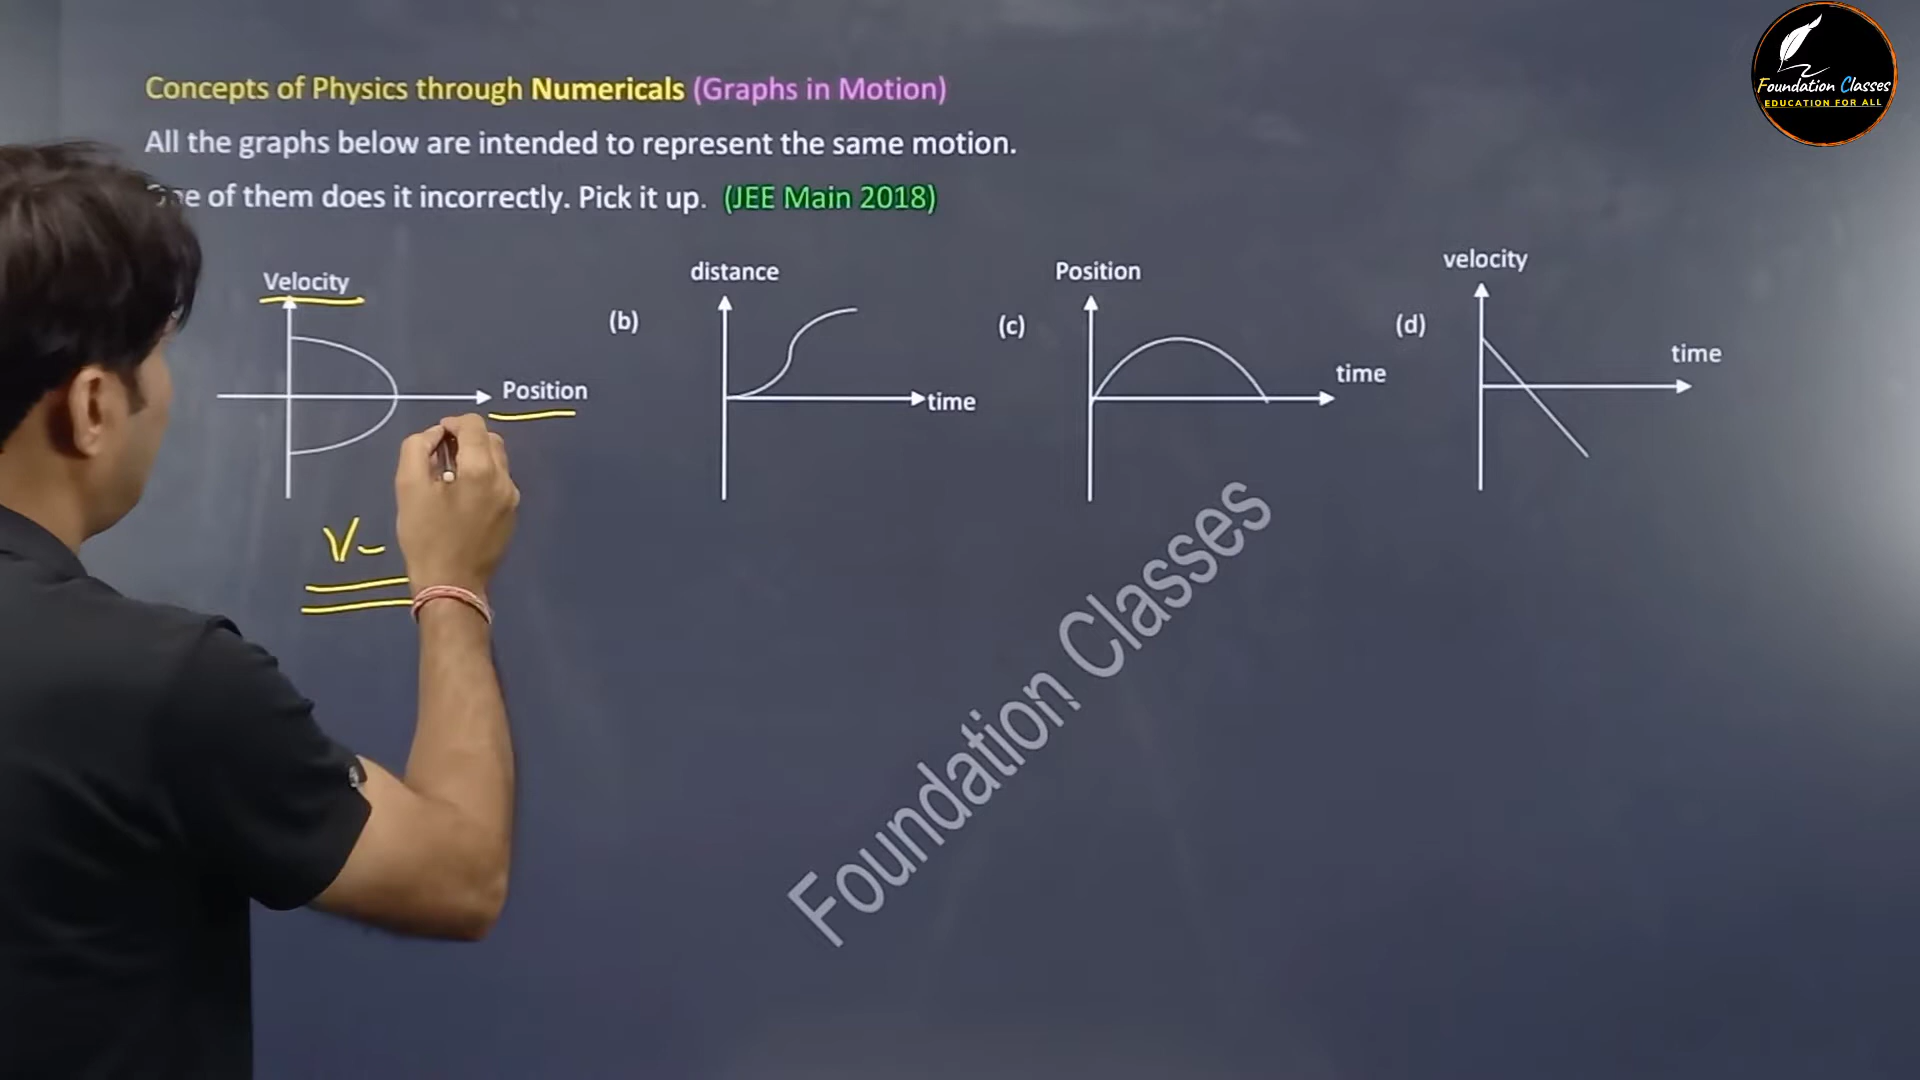 Foundation Classes
EDUCATION FOR ALL
Concepts of Physics through Numericals (Graphs in Motion)
All the graphs below are intended to represent the same motion.
of them does it incorrectly. Pick it up. (JEE Main 2018)
Velocity
Position
(b)
distance
time
(c)
Position
time
(d)
velocity
time
V-
Foundation Classes